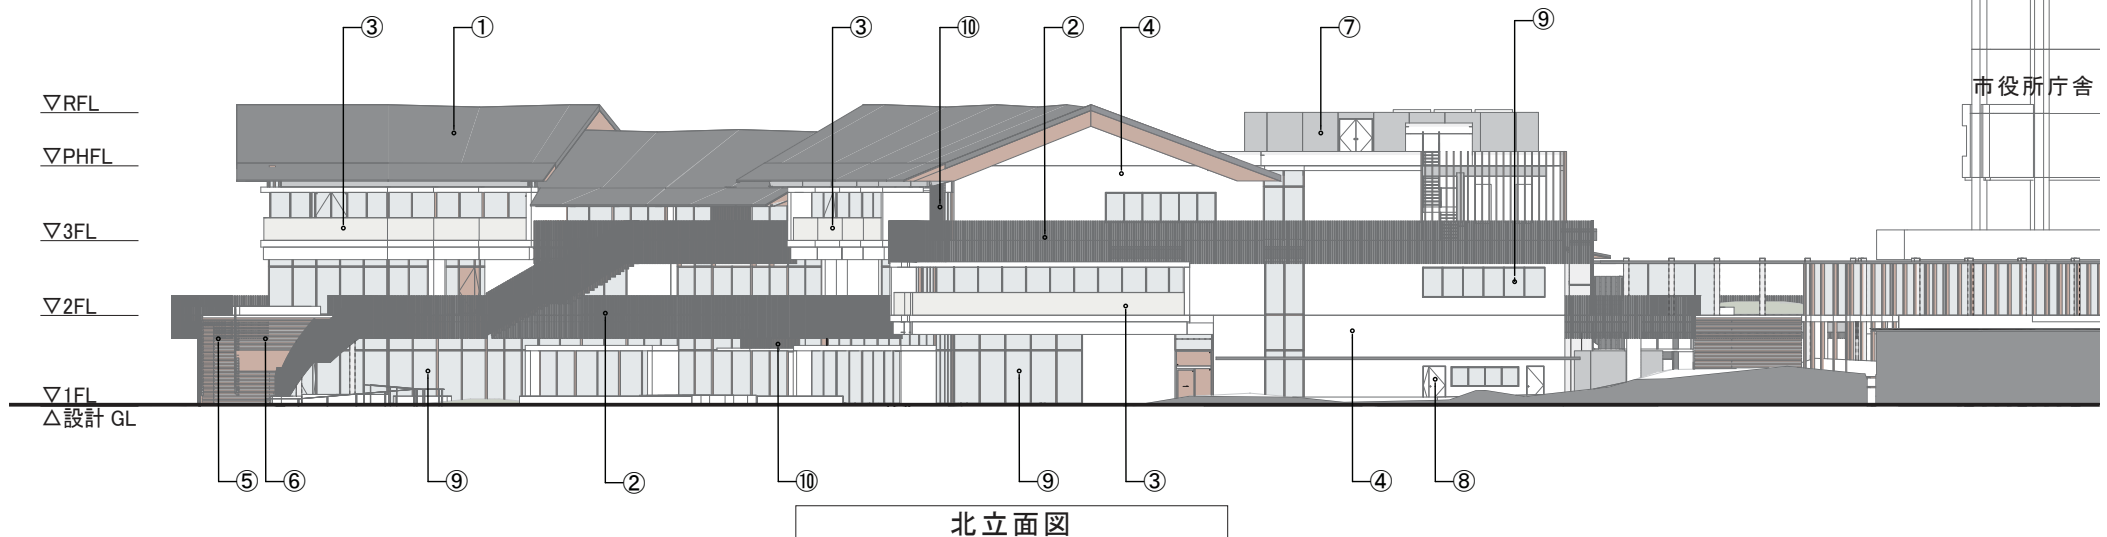 ③ ① ③ ⑩ ② ④ ⑦ ⑨
市役所庁舎
▽RFL
▽PHFL
▽3FL
▽2FL
▽1FL
△設計 GL
⑤ ⑥ ⑨ ② ⑩ ⑨ ③ ④ ⑧
北立面図